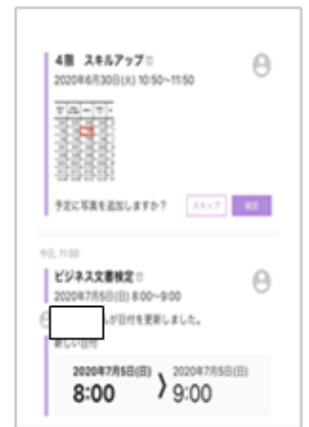 4階 スキルアップ
2020年6月30日(火) 10:50~11:50
予定に写真を追加しますか?
スキップ 確定
今日, 11:00
ビジネス文書検定
2020年7月5日(日) 8:00~9:00
んが日付を更新しました。
新しい日付
2020年7月5日(日) 2020年7月5日(日)
8:00 〉 9:00